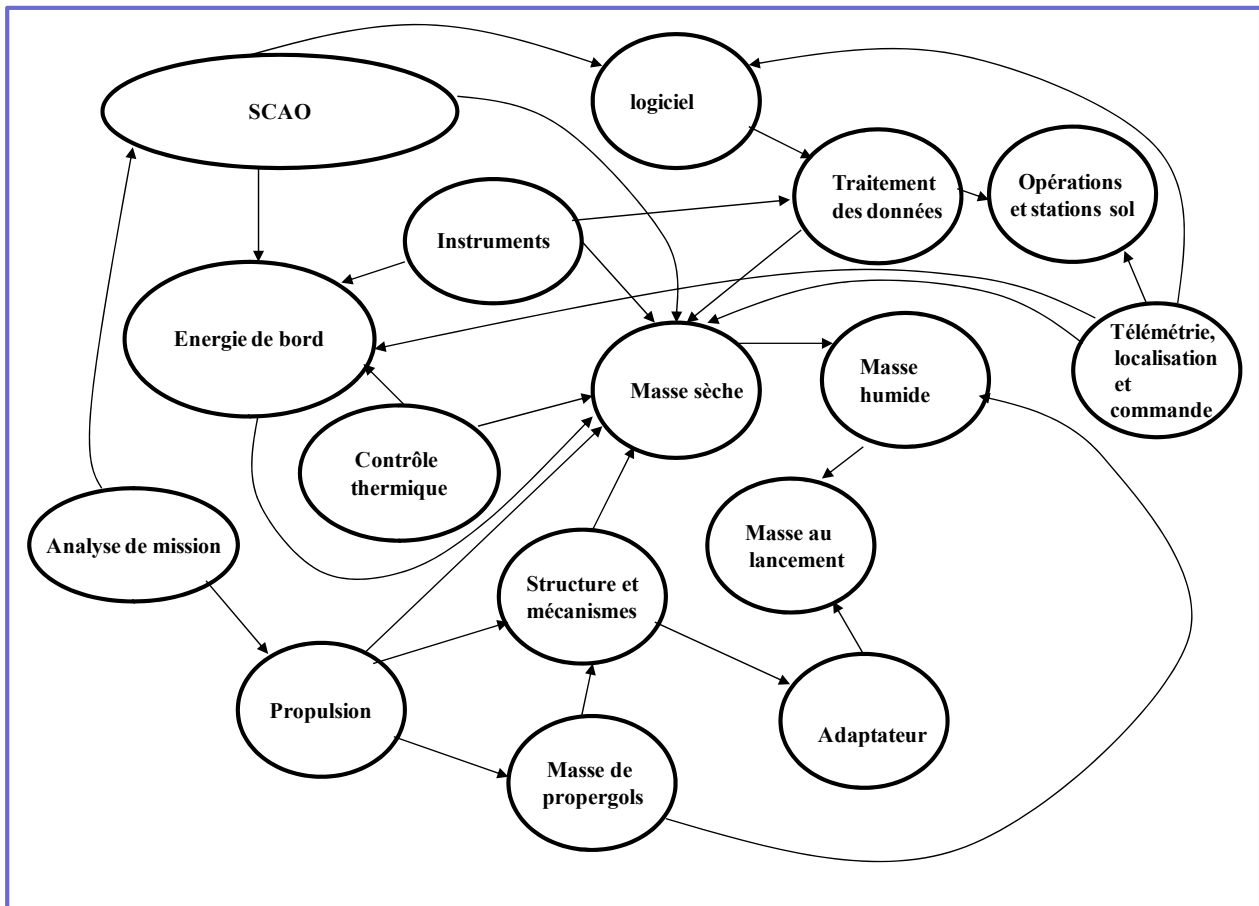 SCAO
logiciel
Traitement
des données
Opérations
et stations sol
Instruments
Energie de bord
Masse sèche
Masse
humide
Télémétrie,
localisation
et
commande
Contrôle
thermique
Analyse de mission
Masse au
lancement
Structure et
mécanismes
Propulsion
Adaptateur
Masse de
propergols